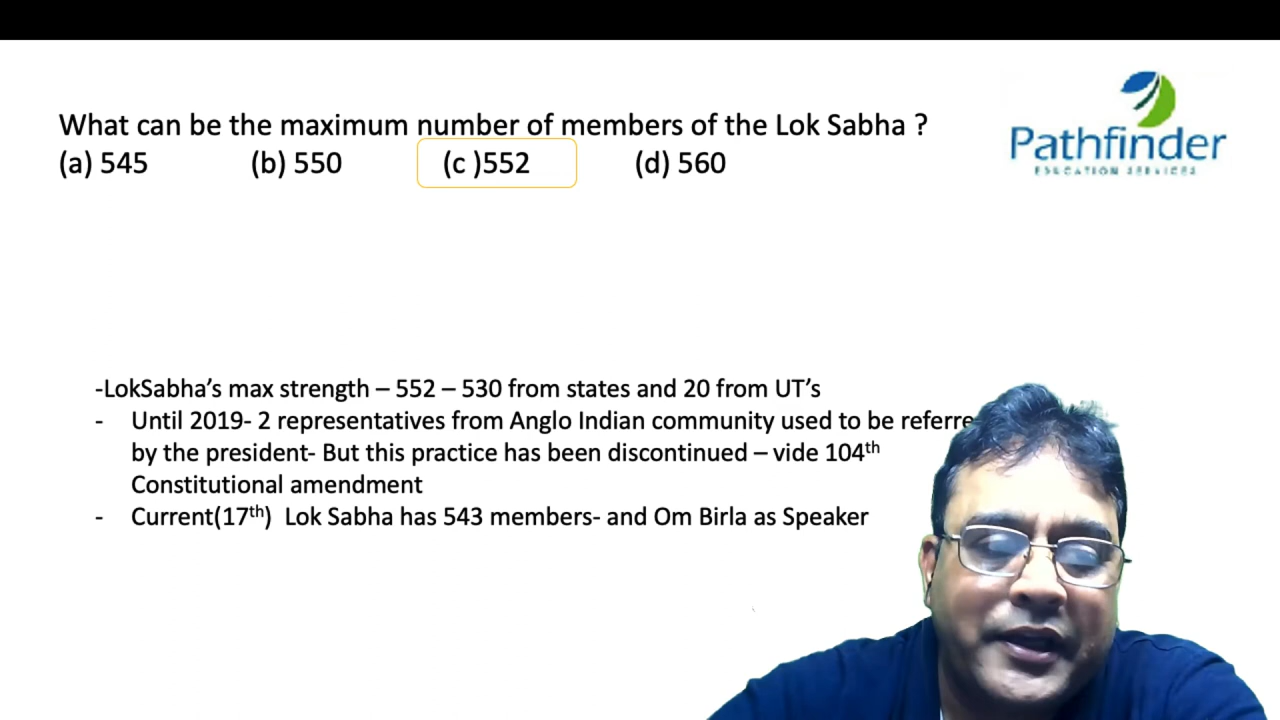 What can be the maximum number of members of the Lok Sabha ?
(a) 545 (b) 550 (c )552 (d) 560
Pathfinder
EDUCATION SERVICES
-LokSabha’s max strength – 552 – 530 from states and 20 from UT’s
- Until 2019- 2 representatives from Anglo Indian community used to be referre
by the president- But this practice has been discontinued – vide 104th
Constitutional amendment
- Current(17th) Lok Sabha has 543 members- and Om Birla as Speaker